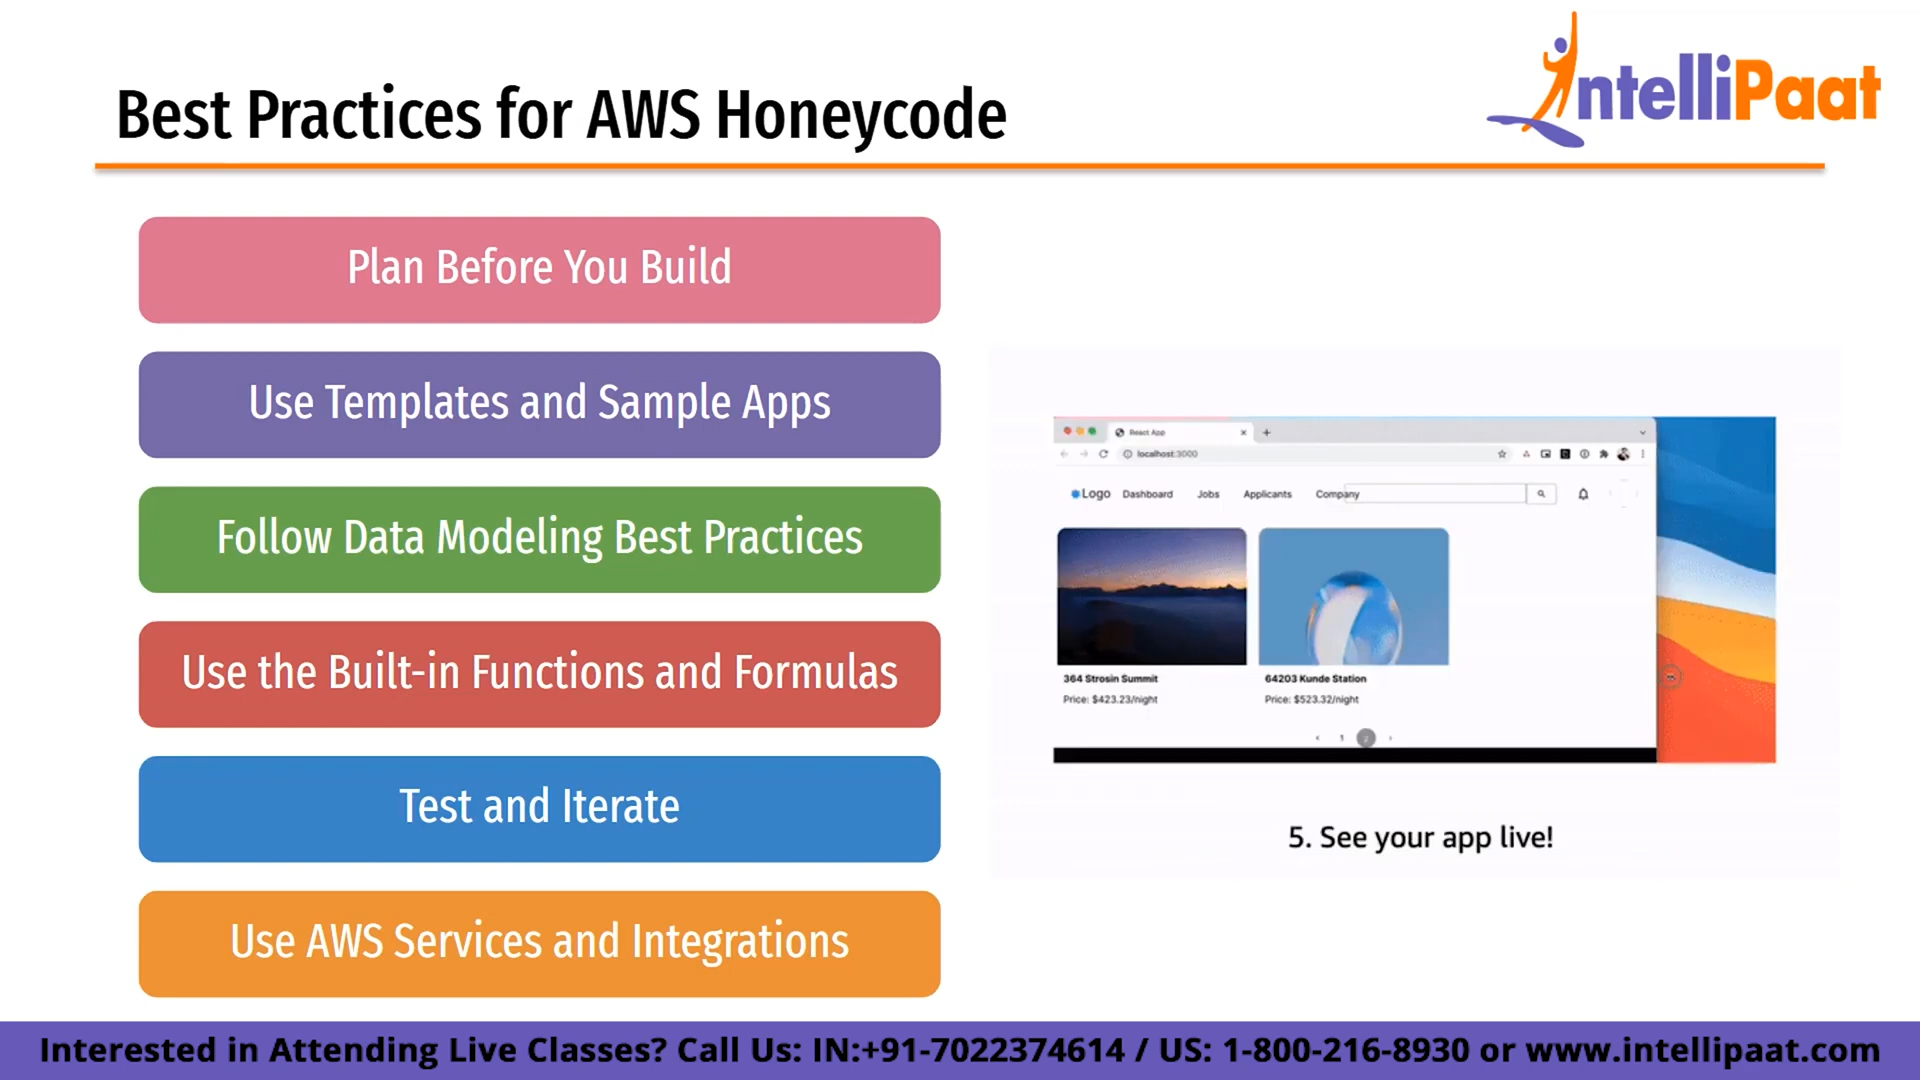 IntelliPaat
Best Practices for AWS Honeycode
Plan Before You Build
Use Templates and Sample Apps
Follow Data Modeling Best Practices
Use the Built-in Functions and Formulas
Test and Iterate
Use AWS Services and Integrations
React App
localhost:3000
Logo Dashboard Jobs Applicants Company
364 Strosin Summit
Price: $423.23/night
64203 Kunde Station
Price: $523.32/night
1 2
5. See your app live!
Interested in Attending Live Classes? Call Us: IN:+91-7022374614 / US: 1-800-216-8930 or www.intellipaat.com